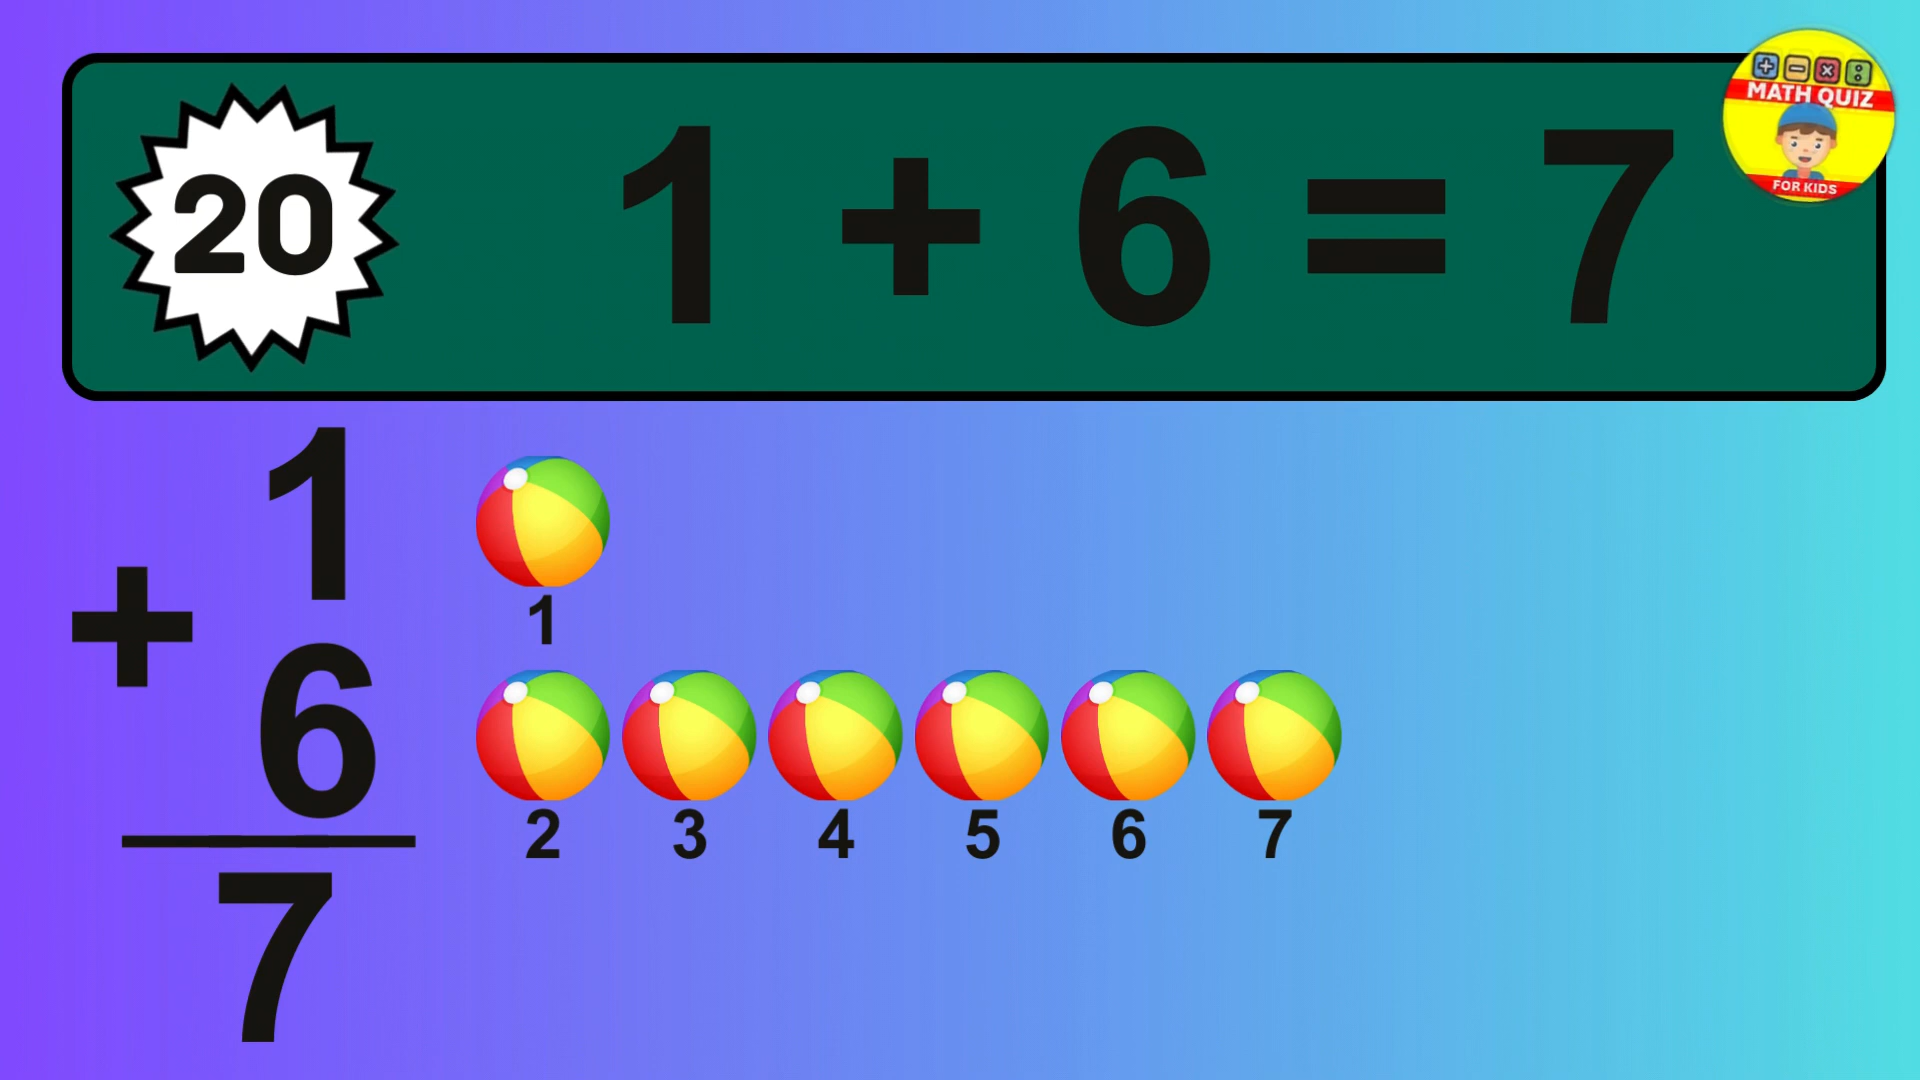 20
1 + 6 = 7
+ − × ÷
MATH QUIZ
FOR KIDS
1
+
6
7
1
2 3 4 5 6 7